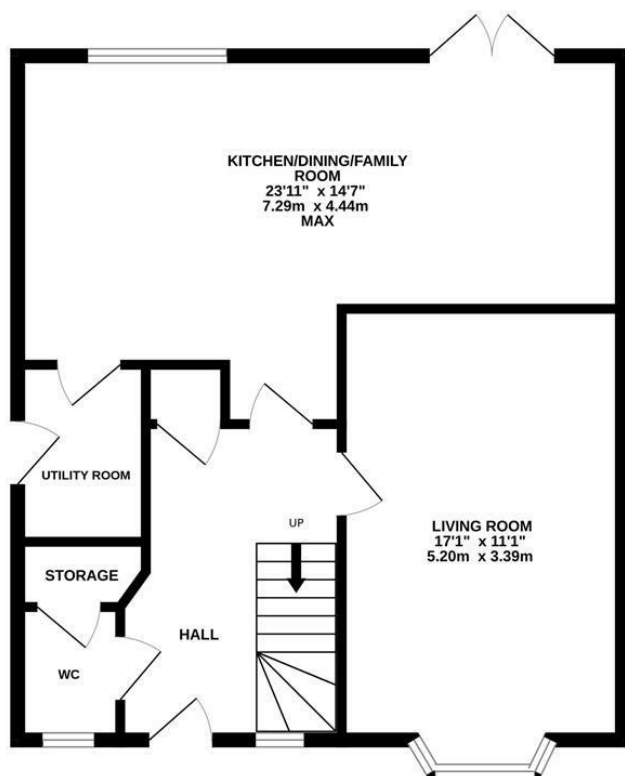 KITCHEN/DINING/FAMILY
ROOM
23'11" x 14'7"
7.29m x 4.44m
MAX
UTILITY ROOM
UP
LIVING ROOM
17'1" x 11'1"
5.20m x 3.39m
STORAGE
HALL
WC